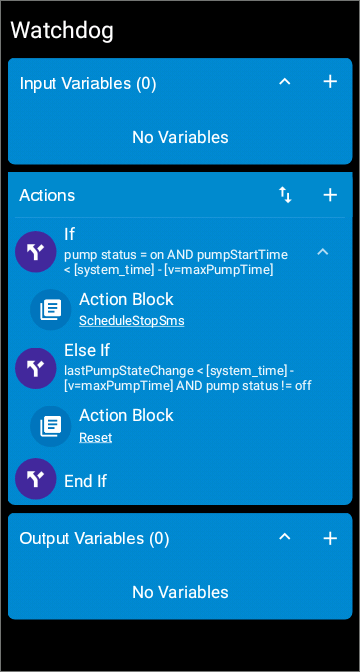 Watchdog
Input Variables (0)
No Variables
Actions
If
pump status = on AND pumpStartTime
< [system_time] - [v=maxPumpTime]
Action Block
ScheduleStopSms
Else If
lastPumpStateChange < [system_time] -
[v=maxPumpTime] AND pump status != off
Action Block
Reset
End If
Output Variables (0)
No Variables